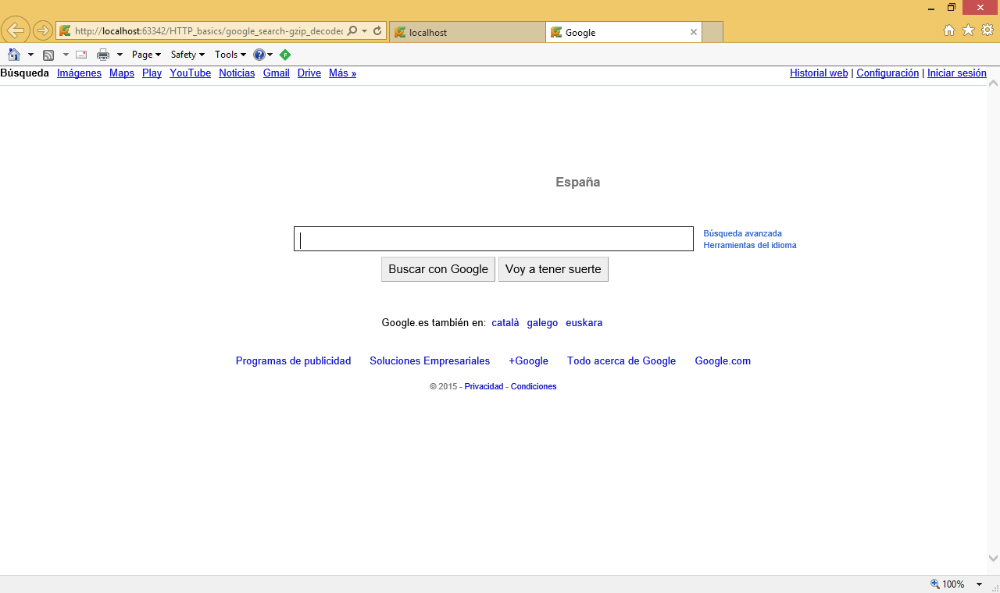 http://localhost:63342/HTTP_basics/google_search-gzip_decoded localhost Google
Page Safety Tools
Búsqueda Imágenes Maps Play YouTube Noticias Gmail Drive Más » Historial web | Configuración | Iniciar sesión
España
Búsqueda avanzada
Herramientas del idioma
Buscar con Google Voy a tener suerte
Google.es también en: català galego euskara
Programas de publicidad Soluciones Empresariales +Google Todo acerca de Google Google.com
© 2015 - Privacidad - Condiciones
100%